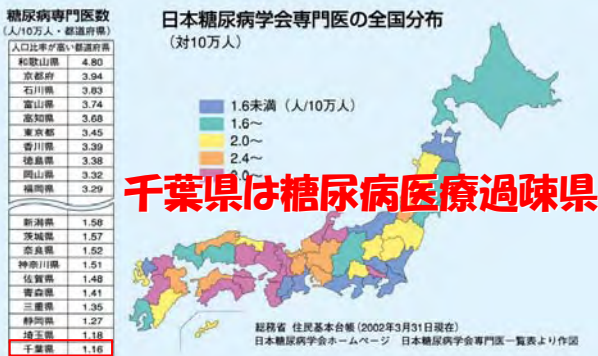 糖尿病専門医数
(人/10万人・都道府県)
人口比率が高い都道府県
和歌山県 4.80
京都府 3.94
石川県 3.83
富山県 3.74
高知県 3.68
東京都 3.45
香川県 3.39
徳島県 3.38
岡山県 3.32
福岡県 3.29
新潟県 1.58
茨城県 1.57
奈良県 1.52
神奈川県 1.51
佐賀県 1.48
青森県 1.41
三重県 1.35
静岡県 1.27
埼玉県 1.18
千葉県 1.16
日本糖尿病学会専門医の全国分布
(対10万人)
1.6未満 (人/10万人)
1.6〜
2.0〜
2.4〜
3.0〜
千葉県は糖尿病医療過疎県
総務省 住民基本台帳(2002年3月31日現在)
日本糖尿病学会ホームページ 日本糖尿病学会専門医一覧表より作図